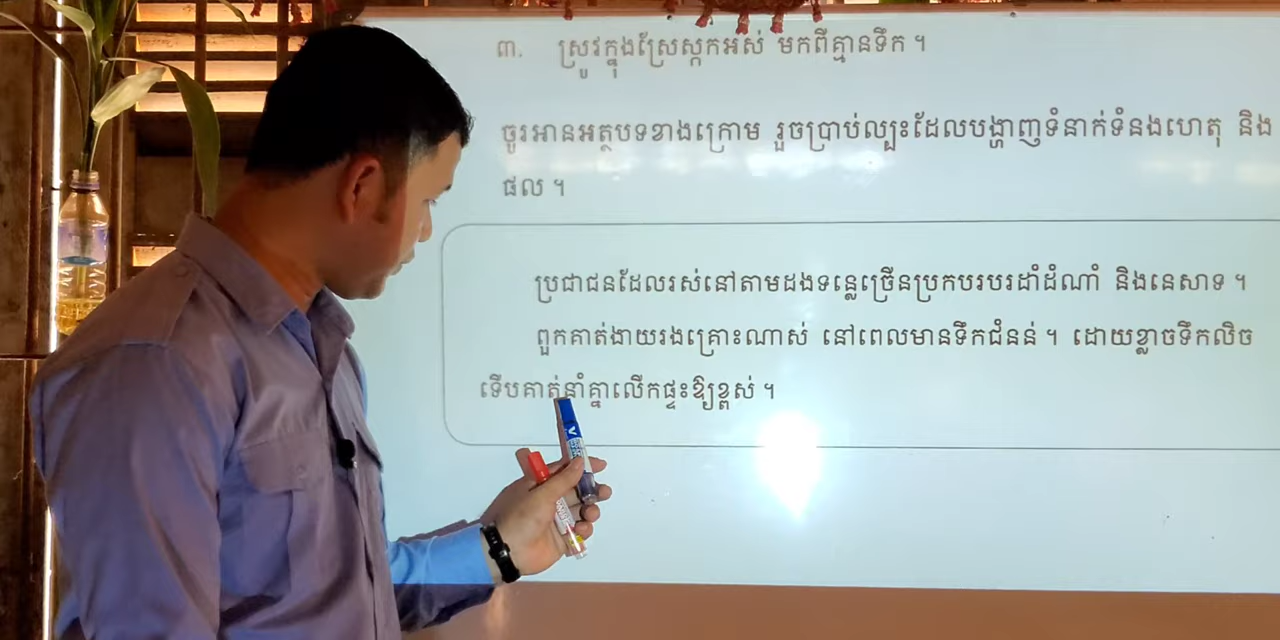 ៣. ស្រូវក្នុងស្រែស្កកអស់ មកពីគ្មានទឹក ។
ចូរអានអត្ថបទខាងក្រោម រួចប្រាប់ល្បះដែលបង្ហាញទំនាក់ទំនងហេតុ និង
ផល ។
ប្រជាជនដែលរស់នៅតាមដងទន្លេច្រើនប្រកបរបរដាំដំណាំ និងនេសាទ ។
ពួកគាត់ងាយរងគ្រោះណាស់ នៅពេលមានទឹកជំនន់ ។ ដោយខ្លាចទឹកលិច
ទើបគាត់នាំគ្នាលើកផ្ទះឱ្យខ្ពស់ ។